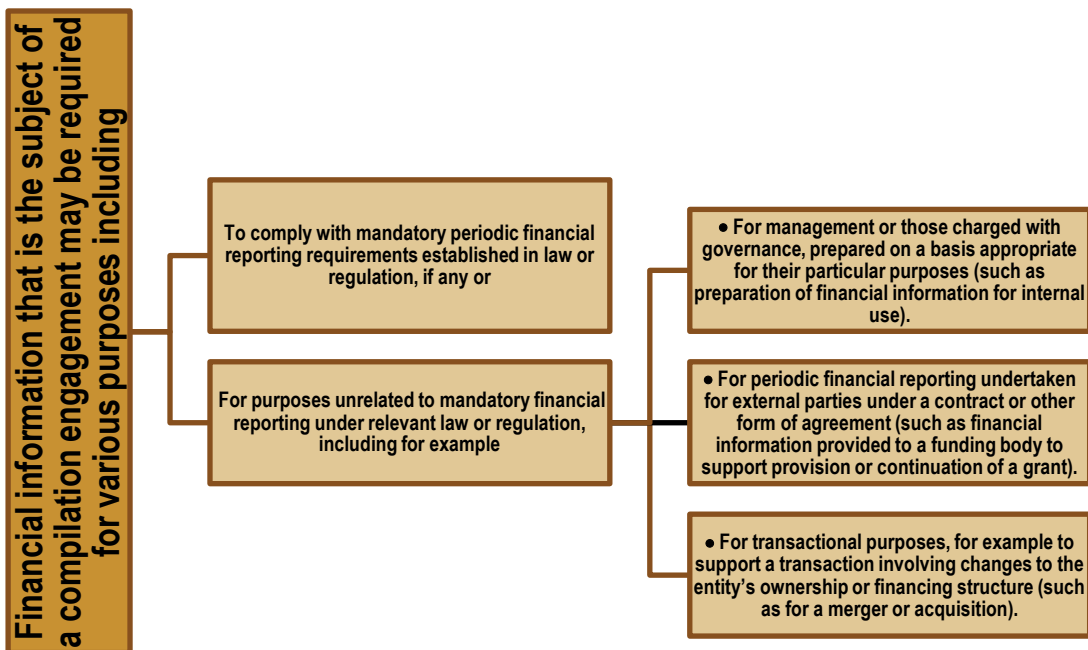 Financial information that is the subject of
a compilation engagement may be required
for various purposes including
To comply with mandatory periodic financial
reporting requirements established in law or
regulation, if any or
For purposes unrelated to mandatory financial
reporting under relevant law or regulation,
including for example
● For management or those charged with
governance, prepared on a basis appropriate
for their particular purposes (such as
preparation of financial information for internal
use).
● For periodic financial reporting undertaken
for external parties under a contract or other
form of agreement (such as financial
information provided to a funding body to
support provision or continuation of a grant).
● For transactional purposes, for example to
support a transaction involving changes to the
entity’s ownership or financing structure (such
as for a merger or acquisition).